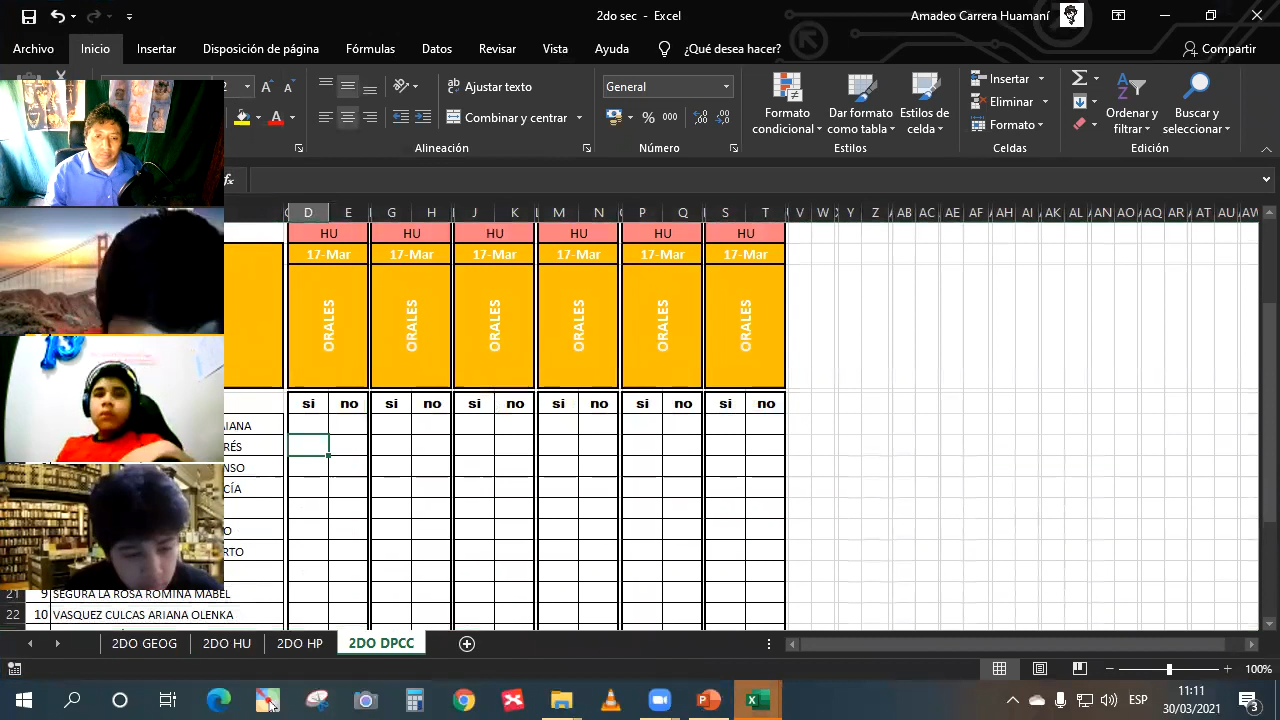 2do sec - Excel
Amadeo Carrera Huamaní
Archivo Inicio Insertar Disposición de página Fórmulas Datos Revisar Vista Ayuda ¿Qué desea hacer? Compartir
Ajustar texto
Combinar y centrar
General
% 000
Formato condicional
Dar formato como tabla
Estilos de celda
Insertar
Eliminar
Formato
Ordenar y filtrar
Buscar y seleccionar
Alineación Número Estilos Celdas Edición
fx
D E G H J K M N P Q S T V W Y Z AB AC AE AF AH AI AK AL AN AO AQ AR AT AU AW
HU HU HU HU HU HU
17-Mar 17-Mar 17-Mar 17-Mar 17-Mar 17-Mar
ORALES ORALES ORALES ORALES ORALES ORALES
si no si no si no si no si no si no
AIANA
RÉS
NSO
CÍA
O
RTO
21 9 SEGURA LA ROSA ROMINA MABEL
22 10 VASQUEZ CULCAS ARIANA OLENKA
2DO GEOG 2DO HU 2DO HP 2DO DPCC
100%
ESP
11:11
30/03/2021
3